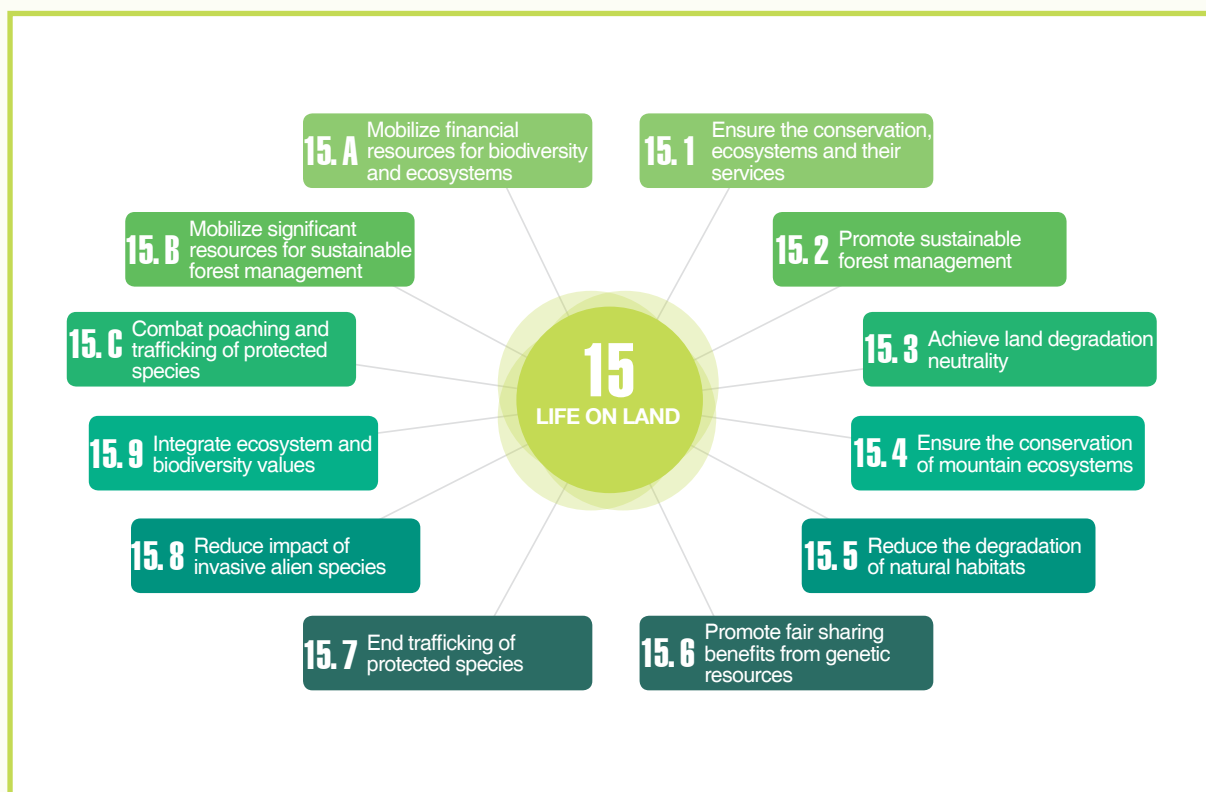 15. A
Mobilize financial
resources for biodiversity
and ecosystems
15. 1
Ensure the conservation,
ecosystems and their
services
15. B
Mobilize significant
resources for sustainable
forest management
15. 2
Promote sustainable
forest management
15. C
Combat poaching and
trafficking of protected
species
15
LIFE ON LAND
15. 3
Achieve land degradation
neutrality
15. 9
Integrate ecosystem and
biodiversity values
15. 4
Ensure the conservation
of mountain ecosystems
15. 8
Reduce impact of
invasive alien species
15. 5
Reduce the degradation
of natural habitats
15. 7
End trafficking of
protected species
15. 6
Promote fair sharing
benefits from genetic
resources